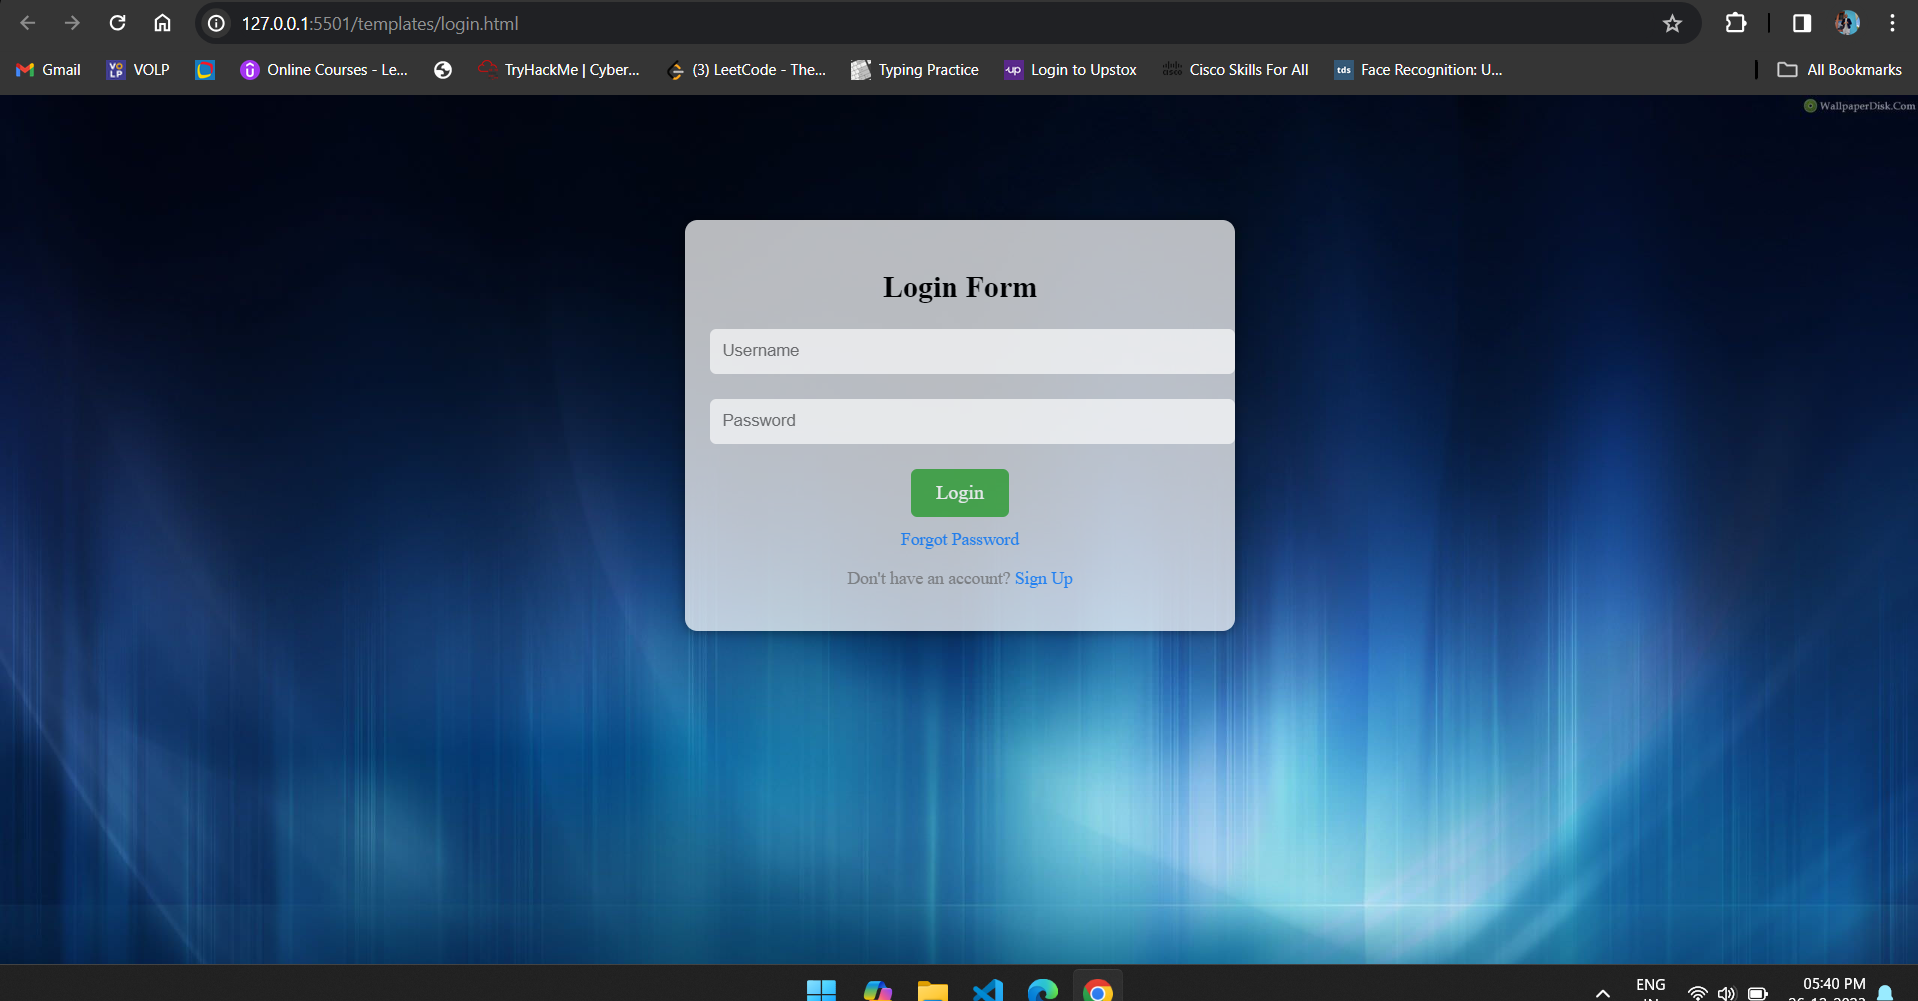 127.0.0.1:5501/templates/login.html
Gmail VOLP Online Courses - Le... TryHackMe | Cyber... (3) LeetCode - The... Typing Practice Login to Upstox Cisco Skills For All Face Recognition: U... All Bookmarks
WallpaperDisk.Com
Login Form
Username
Password
Login
Forgot Password
Don't have an account? Sign Up
ENG
05:40 PM